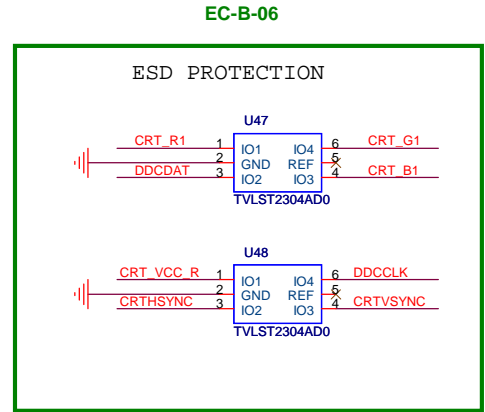 EC-B-06
ESD PROTECTION
U47
CRT_R1 1 IO1 IO4 6 CRT_G1
2 GND REF 5
DDCDAT 3 IO2 IO3 4 CRT_B1
TVLST2304AD0
U48
CRT_VCC_R 1 IO1 IO4 6 DDCCLK
2 GND REF 5
CRTHSYNC 3 IO2 IO3 4 CRTVSYNC
TVLST2304AD0